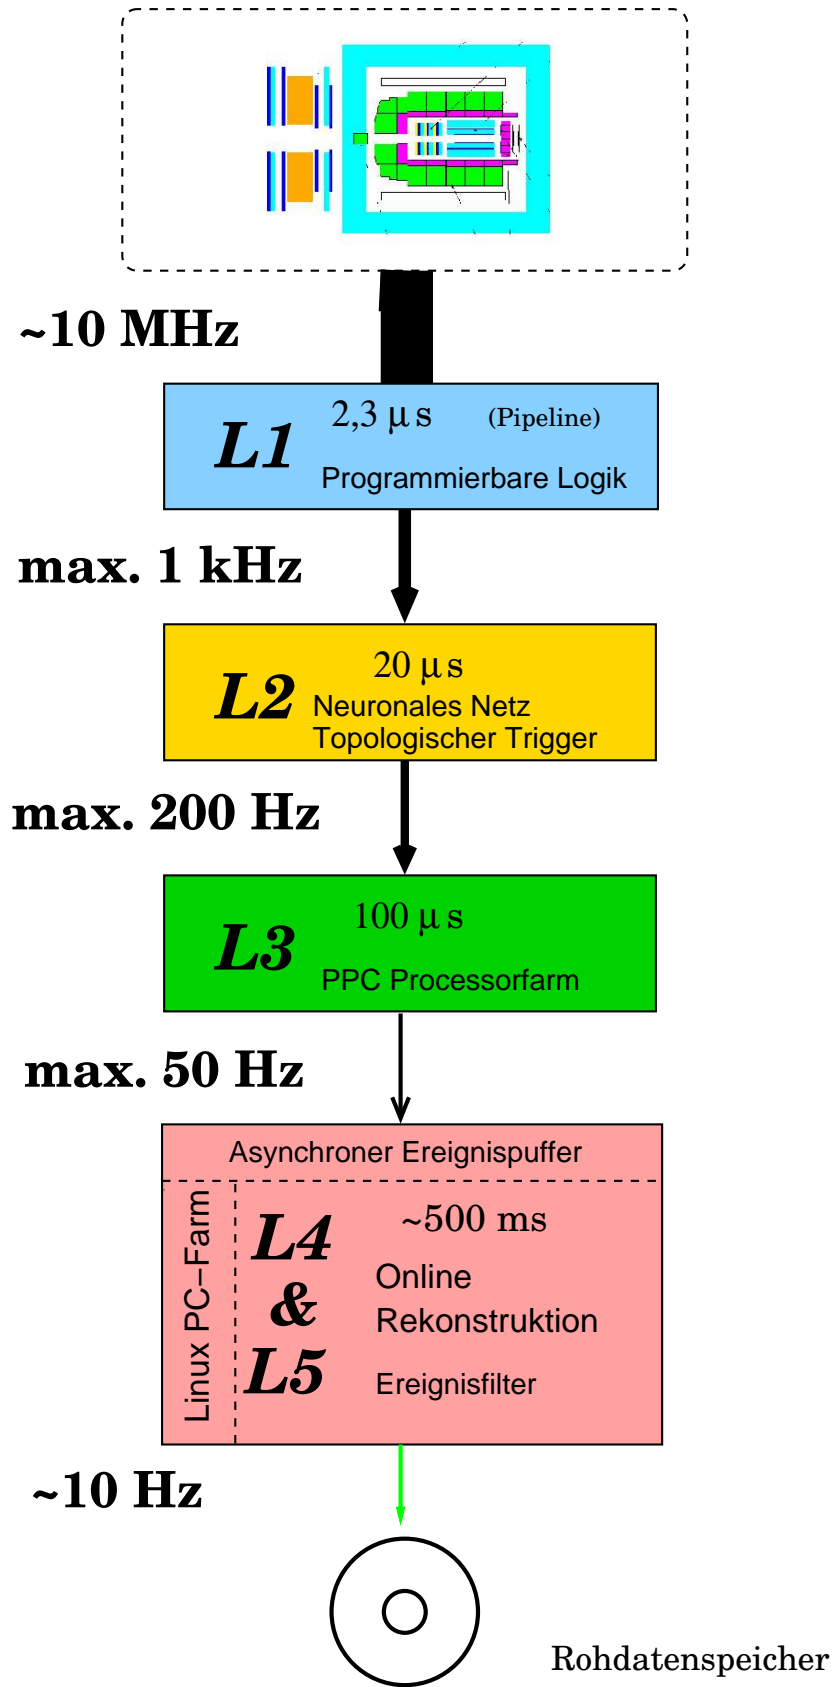 ~10 MHz
2,3 µs (Pipeline)
L1
Programmierbare Logik
max. 1 kHz
20 µs
L2
Neuronales Netz
Topologischer Trigger
max. 200 Hz
100 µs
L3
PPC Processorfarm
max. 50 Hz
Asynchroner Ereignispuffer
Linux PC-Farm
L4
&
L5
~500 ms
Online
Rekonstruktion
Ereignisfilter
~10 Hz
Rohdatenspeicher